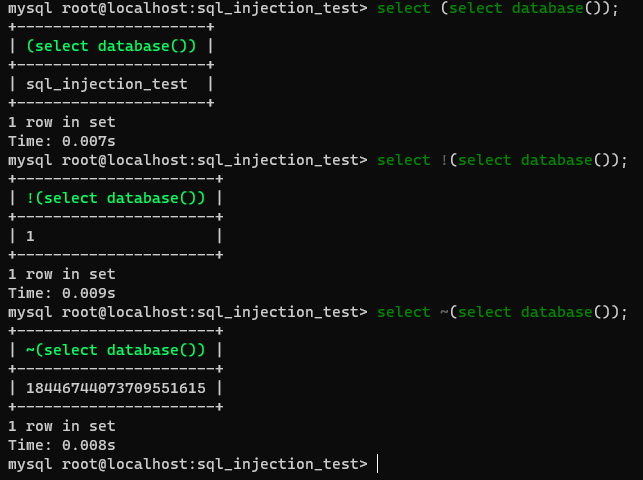 mysql root@localhost:sql_injection_test> select (select database());
+---------------------+
| (select database()) |
+---------------------+
| sql_injection_test  |
+---------------------+
1 row in set
Time: 0.007s
mysql root@localhost:sql_injection_test> select !(select database());
+----------------------+
| !(select database()) |
+----------------------+
| 1                    |
+----------------------+
1 row in set
Time: 0.009s
mysql root@localhost:sql_injection_test> select ~(select database());
+----------------------+
| ~(select database()) |
+----------------------+
| 18446744073709551615 |
+----------------------+
1 row in set
Time: 0.008s
mysql root@localhost:sql_injection_test>